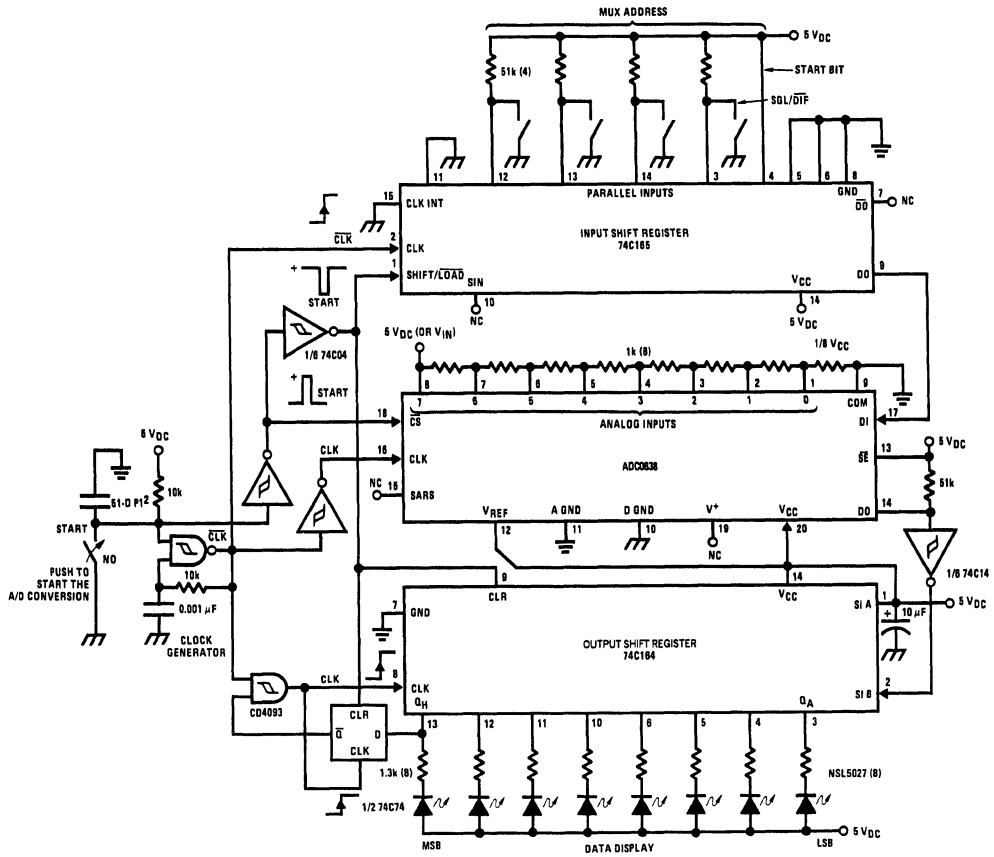 MUX ADDRESS
5 VDC
51k (4)
START BIT
SGL/DIF
11
12
13
14
3
4
5
6
8
PARALLEL INPUTS
GND
7
NC
15
CLK INT
DO
INPUT SHIFT REGISTER
74C165
CLK
2
CLK
1
SHIFT/LOAD
SIN
VCC
DO
9
+
START
10
NC
14
5 VDC
1/6 74C04
5 VDC (OR VIN)
1k (8)
1/8 VCC
+
START
8
7
6
5
4
3
2
1
9
7
6
5
4
3
2
1
0
COM
18
CS
ANALOG INPUTS
DI
17
5 VDC
CLK
16
CLK
ADC0838
SE
13
5 VDC
51k
NC
15
SARS
DO
14
51-D P1²
10k
VREF
A GND
D GND
V+
VCC
12
11
10
19
20
NC
START
NO
CLK
PUSH TO
START THE
A/D CONVERSION
10k
0.001 µF
CLOCK
GENERATOR
1/6 74C14
9
CLR
14
VCC
7
GND
SI A
1
5 VDC
+
10 µF
OUTPUT SHIFT REGISTER
74C164
CLK
8
CLK
SI B
2
QH
QA
CD4093
CLR
Q
D
CLK
13
12
11
10
6
5
4
3
1.3k (8)
NSL5027 (8)
1/2 74C74
MSB
DATA DISPLAY
LSB
5 VDC